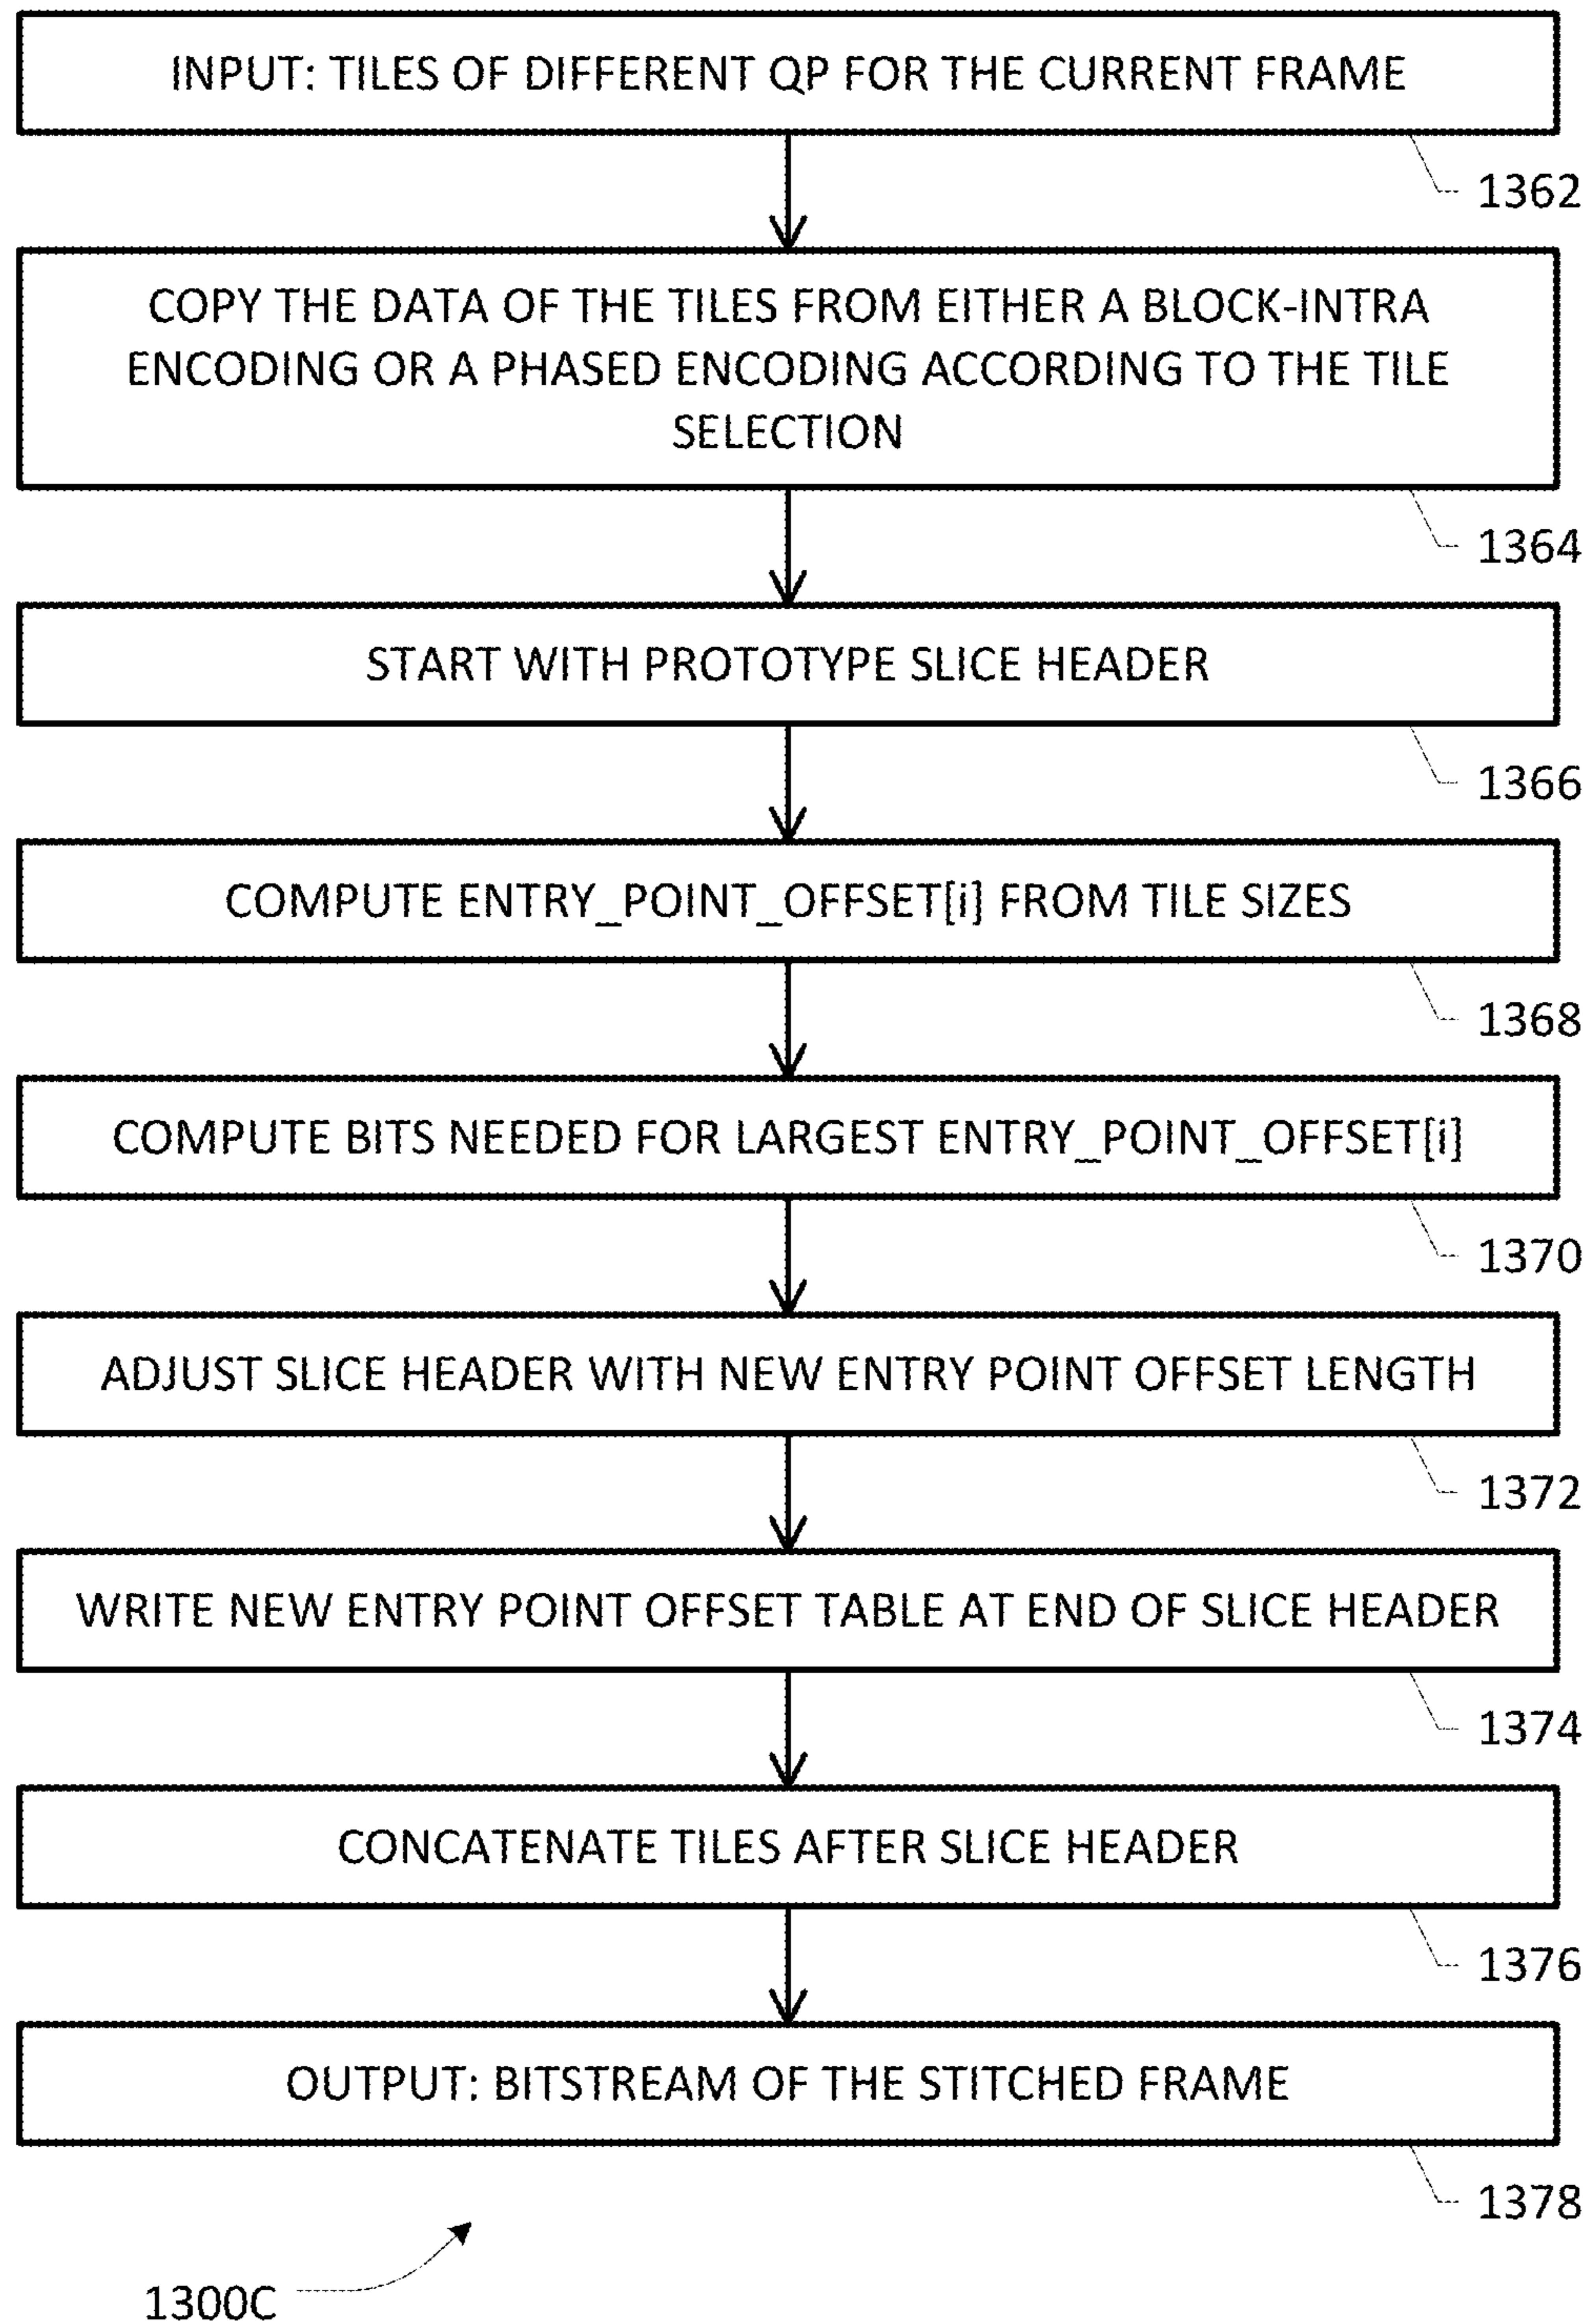 INPUT: TILES OF DIFFERENT QP FOR THE CURRENT FRAME
1362
COPY THE DATA OF THE TILES FROM EITHER A BLOCK-INTRA
ENCODING OR A PHASED ENCODING ACCORDING TO THE TILE
SELECTION
1364
START WITH PROTOTYPE SLICE HEADER
1366
COMPUTE ENTRY_POINT_OFFSET[i] FROM TILE SIZES
1368
COMPUTE BITS NEEDED FOR LARGEST ENTRY_POINT_OFFSET[i]
1370
ADJUST SLICE HEADER WITH NEW ENTRY POINT OFFSET LENGTH
1372
WRITE NEW ENTRY POINT OFFSET TABLE AT END OF SLICE HEADER
1374
CONCATENATE TILES AFTER SLICE HEADER
1376
OUTPUT: BITSTREAM OF THE STITCHED FRAME
1378
1300C